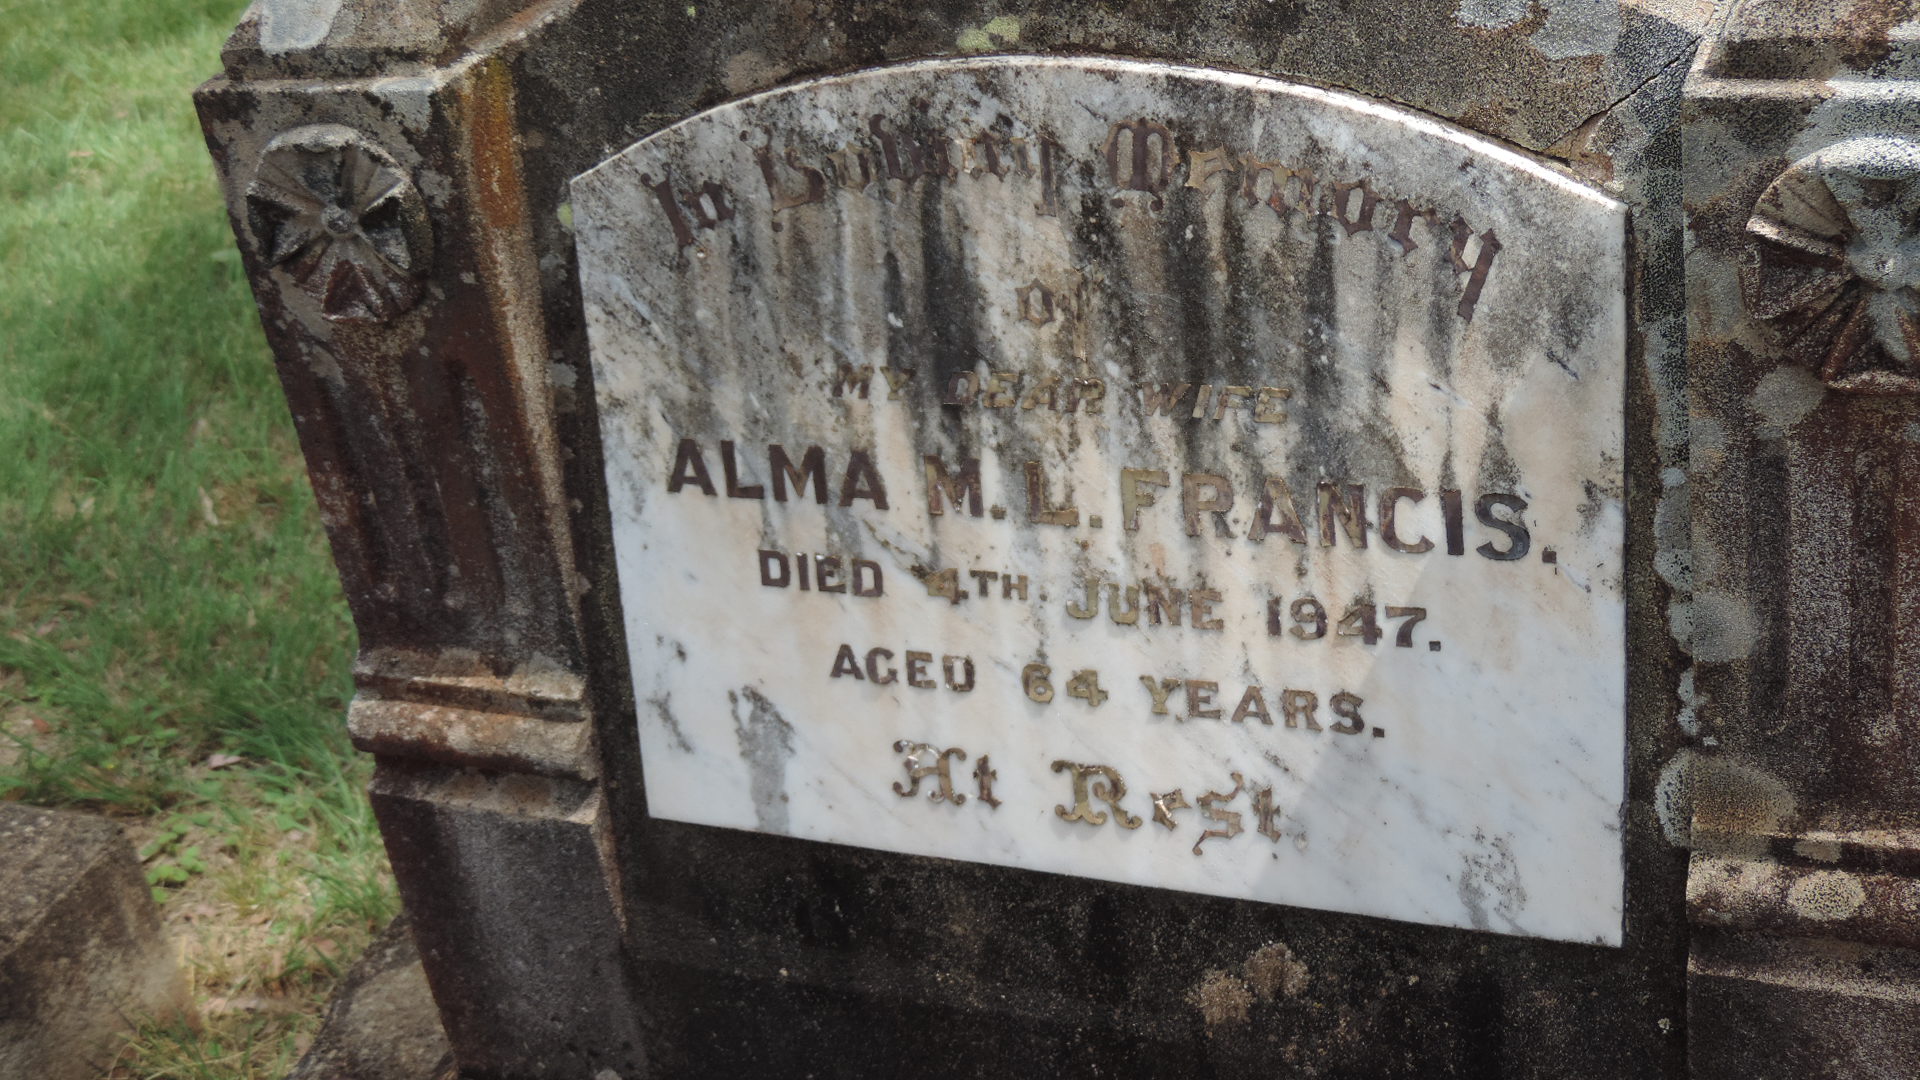 In Loving Memory
of
MY DEAR WIFE
ALMA M. L. FRANCIS.
DIED 4TH. JUNE 1947.
AGED 64 YEARS.
At Rest.